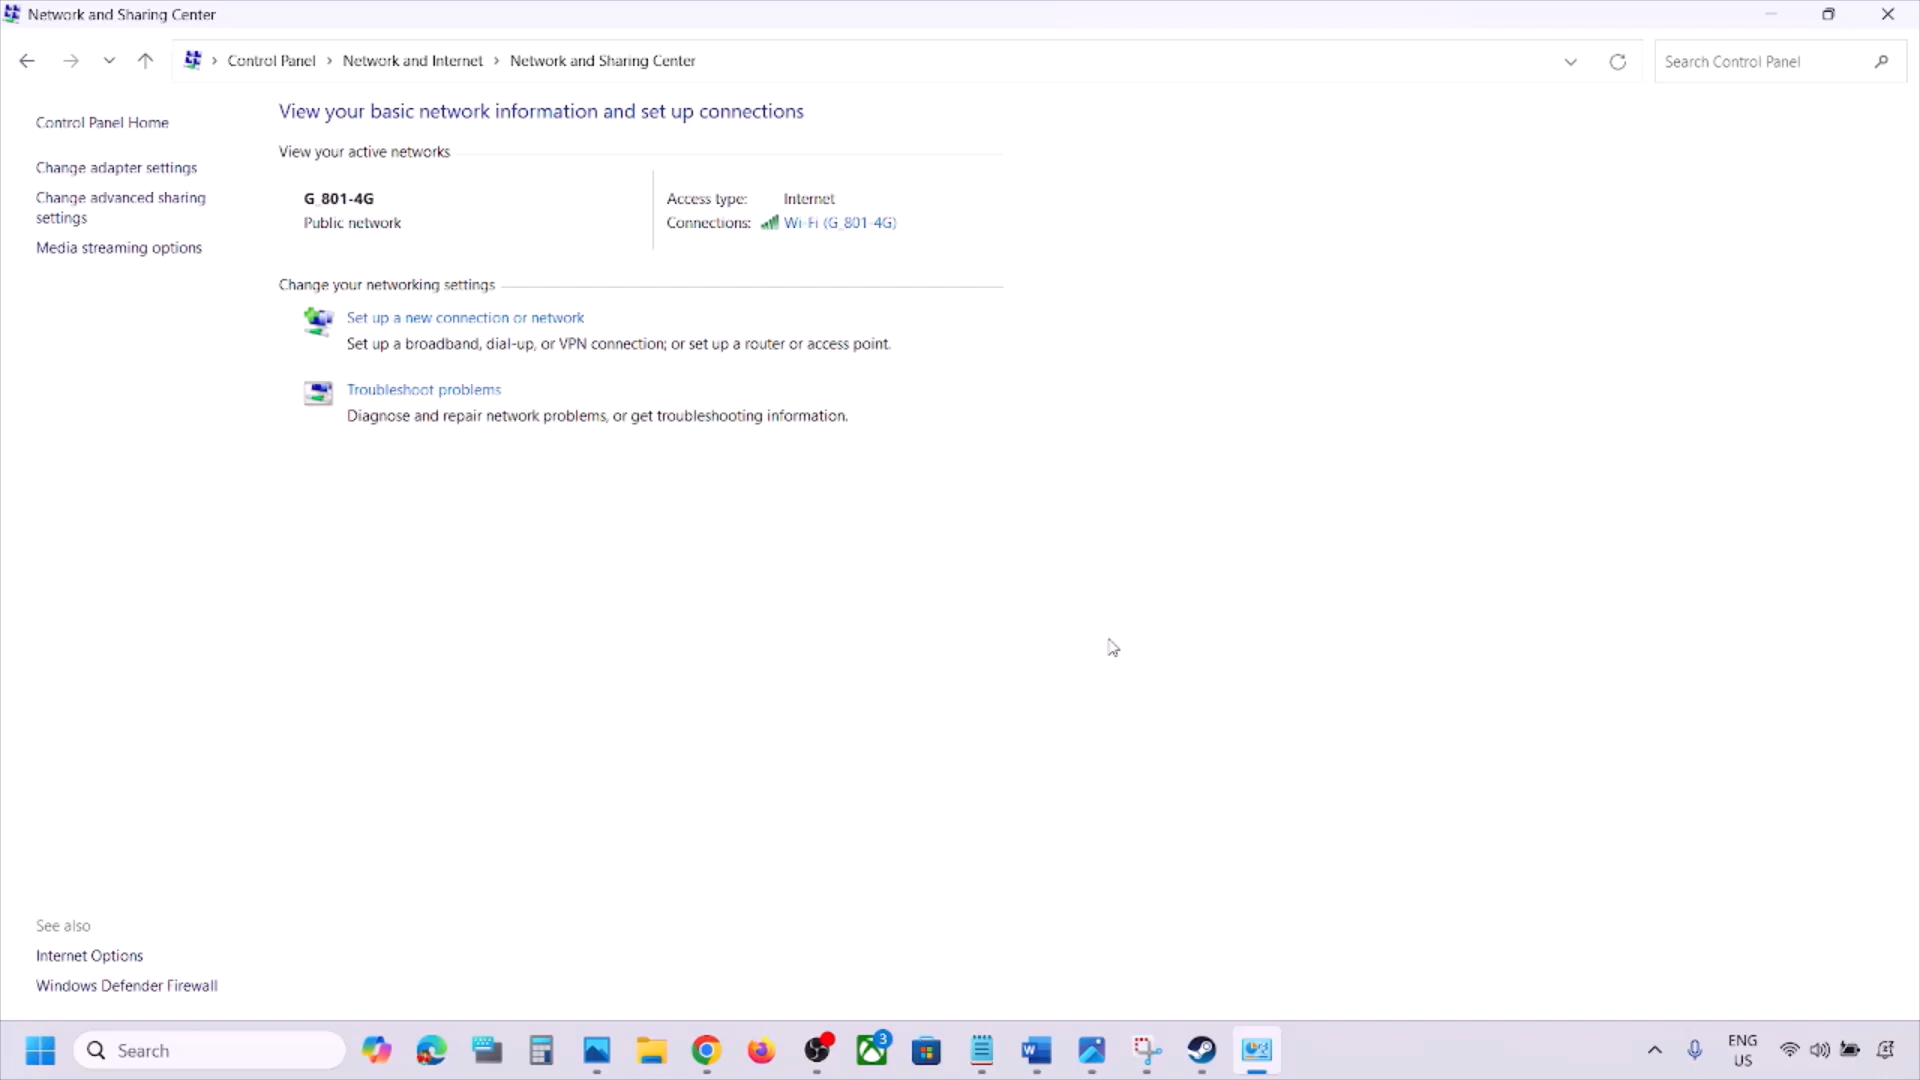 Network and Sharing Center
Control Panel > Network and Internet > Network and Sharing Center
Search Control Panel
Control Panel Home
Change adapter settings
Change advanced sharing
settings
Media streaming options
View your basic network information and set up connections
View your active networks
G_801-4G
Public network
Access type: Internet
Connections: Wi-Fi (G_801-4G)
Change your networking settings
Set up a new connection or network
Set up a broadband, dial-up, or VPN connection; or set up a router or access point.
Troubleshoot problems
Diagnose and repair network problems, or get troubleshooting information.
See also
Internet Options
Windows Defender Firewall
Search
3
ENG
US